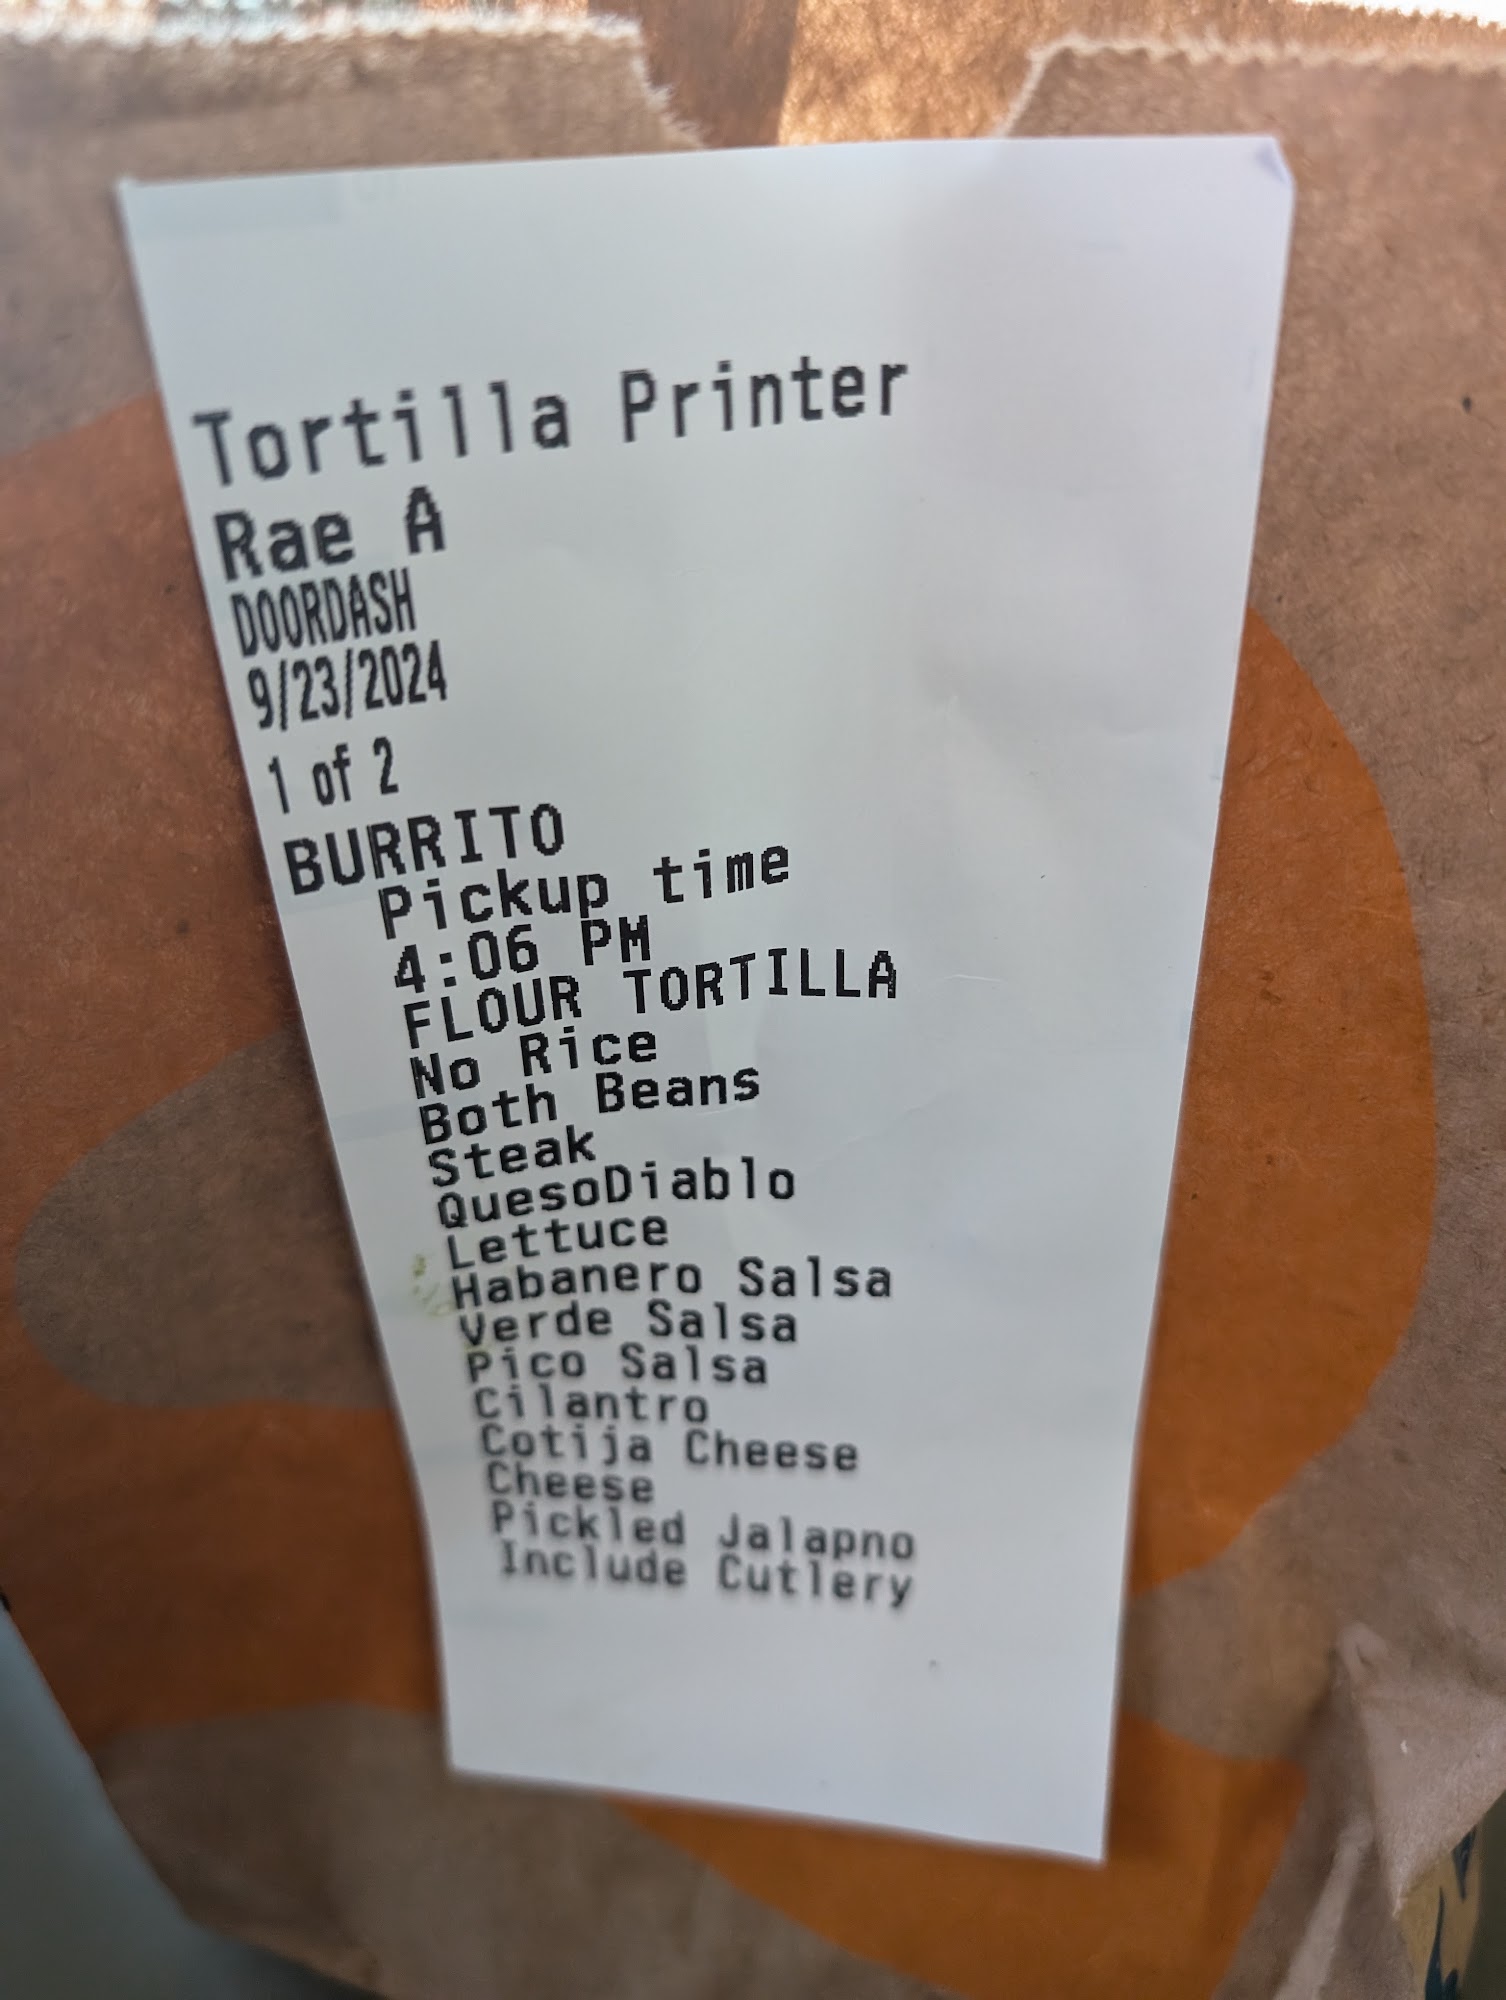 Tortilla Printer
Rae A
DOORDASH
9/23/2024
1 of 2
BURRITO
Pickup time
4:06 PM
FLOUR TORTILLA
No Rice
Both Beans
Steak
QuesoDiablo
Lettuce
Habanero Salsa
Verde Salsa
Pico Salsa
Cilantro
Cotija Cheese
Cheese
Pickled Jalapno
Include Cutlery